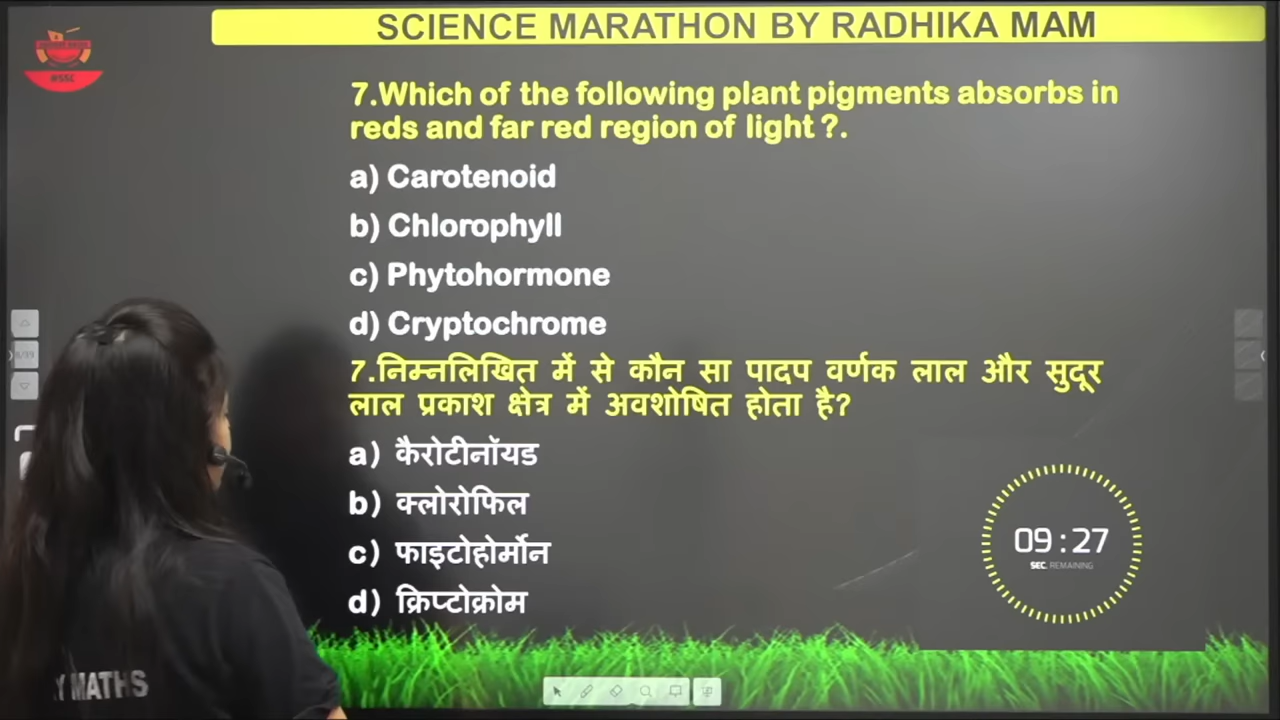 SCIENCE MARATHON BY RADHIKA MAM
#SSC
7.Which of the following plant pigments absorbs in
reds and far red region of light ?.
a) Carotenoid
b) Chlorophyll
c) Phytohormone
d) Cryptochrome
7.निम्नलिखित में से कौन सा पादप वर्णक लाल और सुदूर
लाल प्रकाश क्षेत्र में अवशोषित होता है?
a) कैरोटीनॉयड
b) क्लोरोफिल
c) फाइटोहोर्मोन
d) क्रिप्टोक्रोम
09 : 27
SEC. REMAINING
Y MATHS